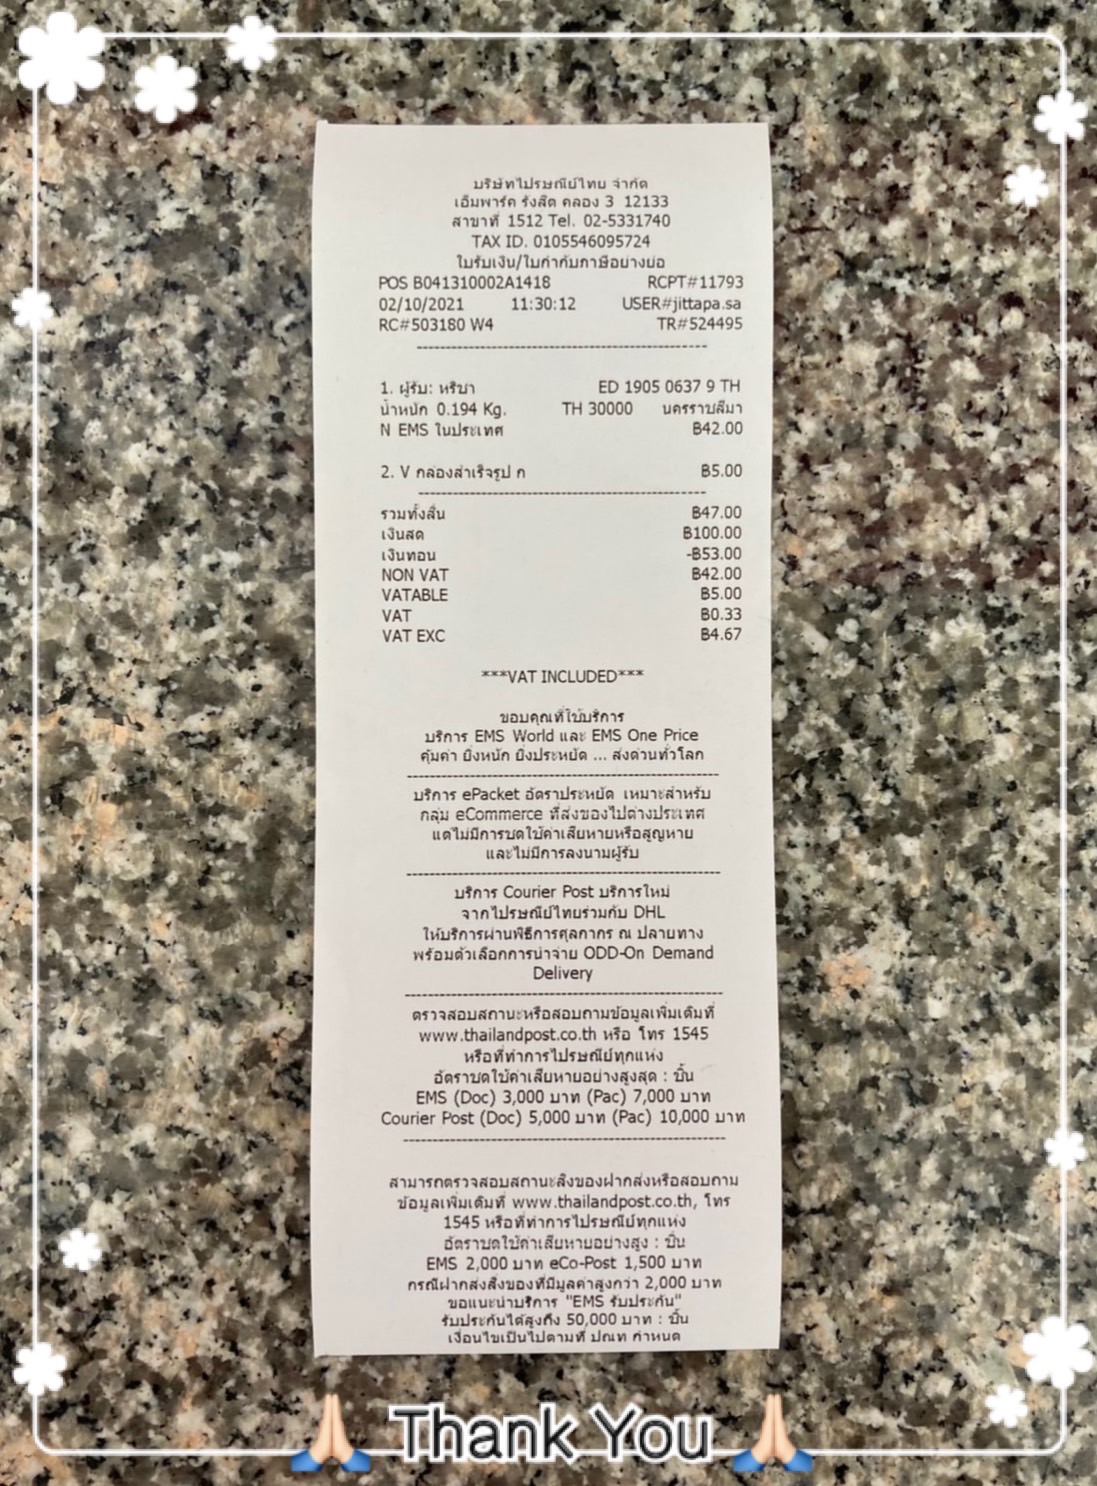 บริษัทไปรษณีย์ไทย จำกัด
เอ็มพาร์ค รังสิต คลอง 3 12133
สาขาที่ 1512 Tel. 02-5331740
TAX ID. 0105546095724
ใบรับเงิน/ใบกำกับภาษีอย่างย่อ
POS B041310002A1418 RCPT#11793
02/10/2021 11:30:12 USER#jittapa.sa
RC#503180 W4 TR#524495
1. ผู้รับ: หริชา ED 1905 0637 9 TH
น้ำหนัก 0.194 Kg. TH 30000 นครราชสีมา
N EMS ในประเทศ ฿42.00
2. V กล่องสำเร็จรูป ก ฿5.00
รวมทั้งสิ้น ฿47.00
เงินสด ฿100.00
เงินทอน -฿53.00
NON VAT ฿42.00
VATABLE ฿5.00
VAT ฿0.33
VAT EXC ฿4.67
***VAT INCLUDED***
ขอบคุณที่ใช้บริการ
บริการ EMS World และ EMS One Price
คุ้มค่า ยิ่งหนัก ยิ่งประหยัด ... ส่งด่วนทั่วโลก
บริการ ePacket อัตราประหยัด เหมาะสำหรับ
กลุ่ม eCommerce ที่ส่งของไปต่างประเทศ
แต่ไม่มีการชดใช้ค่าเสียหายหรือสูญหาย
และไม่มีการลงนามผู้รับ
บริการ Courier Post บริการใหม่
จากไปรษณีย์ไทยร่วมกับ DHL
ให้บริการผ่านพิธีการศุลกากร ณ ปลายทาง
พร้อมตัวเลือกการนำจ่าย ODD-On Demand
Delivery
ตรวจสอบสถานะหรือสอบถามข้อมูลเพิ่มเติมที่
www.thailandpost.co.th หรือ โทร 1545
หรือที่ทำการไปรษณีย์ทุกแห่ง
อัตราชดใช้ค่าเสียหายอย่างสูงสุด : ชิ้น
EMS (Doc) 3,000 บาท (Pac) 7,000 บาท
Courier Post (Doc) 5,000 บาท (Pac) 10,000 บาท
สามารถตรวจสอบสถานะสิ่งของฝากส่งหรือสอบถาม
ข้อมูลเพิ่มเติมที่ www.thailandpost.co.th, โทร
1545 หรือที่ทำการไปรษณีย์ทุกแห่ง
อัตราชดใช้ค่าเสียหายอย่างสูง : ชิ้น
EMS 2,000 บาท eCo-Post 1,500 บาท
กรณีฝากส่งสิ่งของที่มีมูลค่าสูงกว่า 2,000 บาท
ขอแนะนำบริการ "EMS รับประกัน"
รับประกันได้สูงถึง 50,000 บาท : ชิ้น
เงื่อนไขเป็นไปตามที่ ปณท กำหนด
Thank You